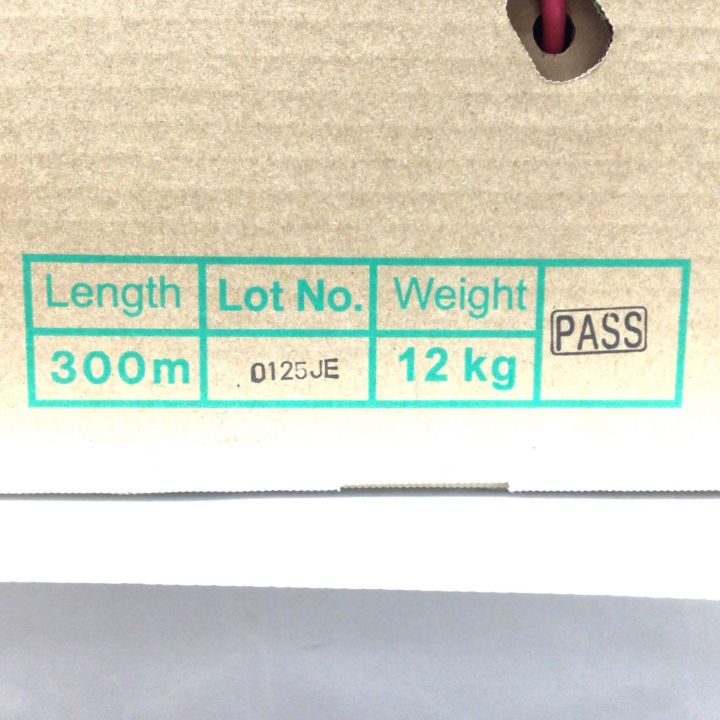 Length Lot No. Weight
PASS
300m 0125JE 12 kg